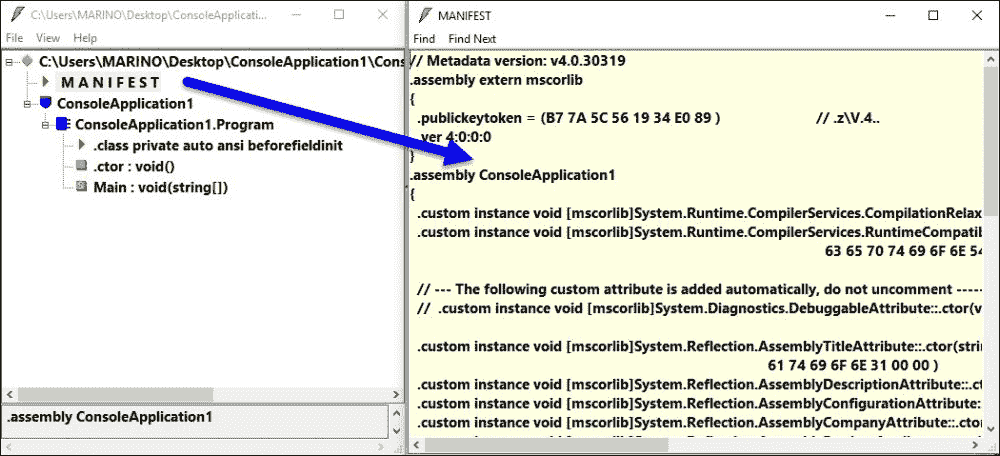 C:\Users\MARINO\Desktop\ConsoleApplicati...
File View Help
C:\Users\MARINO\Desktop\ConsoleApplication1\Cons
M A N I F E S T
ConsoleApplication1
ConsoleApplication1.Program
.class private auto ansi beforefieldinit
.ctor : void()
Main : void(string[])
.assembly ConsoleApplication1
MANIFEST
Find Find Next
// Metadata version: v4.0.30319
.assembly extern mscorlib
{
.publickeytoken = (B7 7A 5C 56 19 34 E0 89 ) // .z\V.4..
.ver 4:0:0:0
}
.assembly ConsoleApplication1
{
.custom instance void [mscorlib]System.Runtime.CompilerServices.CompilationRelax
.custom instance void [mscorlib]System.Runtime.CompilerServices.RuntimeCompatib
63 65 70 74 69 6F 6E 54
// --- The following custom attribute is added automatically, do not uncomment -----
// .custom instance void [mscorlib]System.Diagnostics.DebuggableAttribute::.ctor(v
.custom instance void [mscorlib]System.Reflection.AssemblyTitleAttribute::.ctor(strin
61 74 69 6F 6E 31 00 00 )
.custom instance void [mscorlib]System.Reflection.AssemblyDescriptionAttribute::.ct
.custom instance void [mscorlib]System.Reflection.AssemblyConfigurationAttribute:
.custom instance void [mscorlib]System.Reflection.AssemblyCompanyAttribute::.ctor